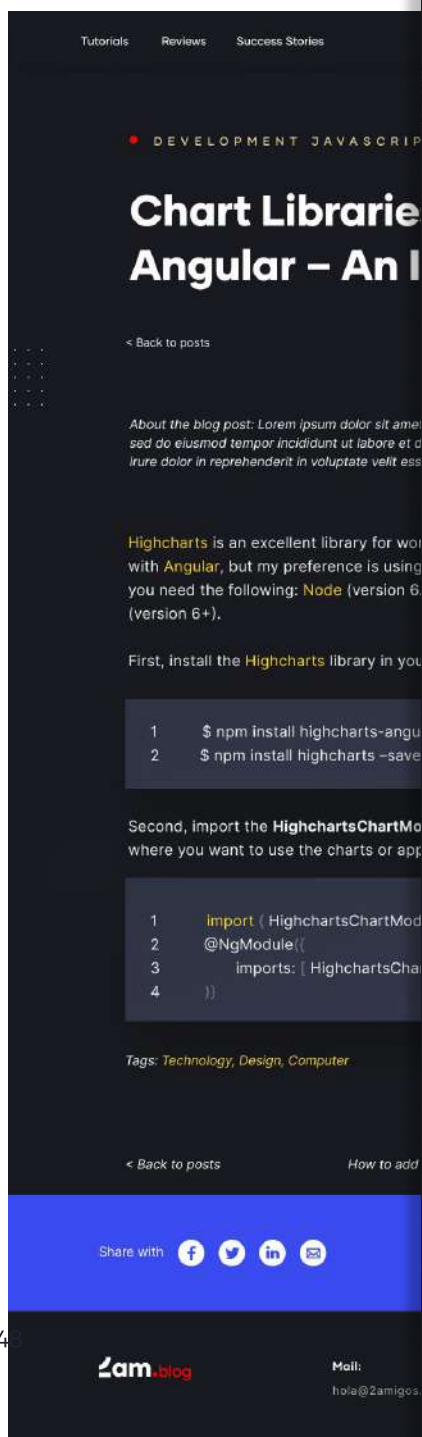 Tutorials Reviews Success Stories
DEVELOPMENT JAVASCRIP
Chart Librarie
Angular – An I
< Back to posts
About the blog post: Lorem ipsum dolor sit ame
sed do eiusmod tempor incididunt ut labore et d
irure dolor in reprehenderit in voluptate velit ess
Highcharts is an excellent library for wor
with Angular, but my preference is using
you need the following: Node (version 6.
(version 6+).
First, install the Highcharts library in you
1 $ npm install highcharts-angu
2 $ npm install highcharts –save
Second, import the HighchartsChartMo
where you want to use the charts or app
1 import { HighchartsChartMod
2 @NgModule({
3 imports: [ HighchartsChar
4 })
Tags: Technology, Design, Computer
< Back to posts How to add
Share with
2am.blog
Mail:
hola@2amigos.